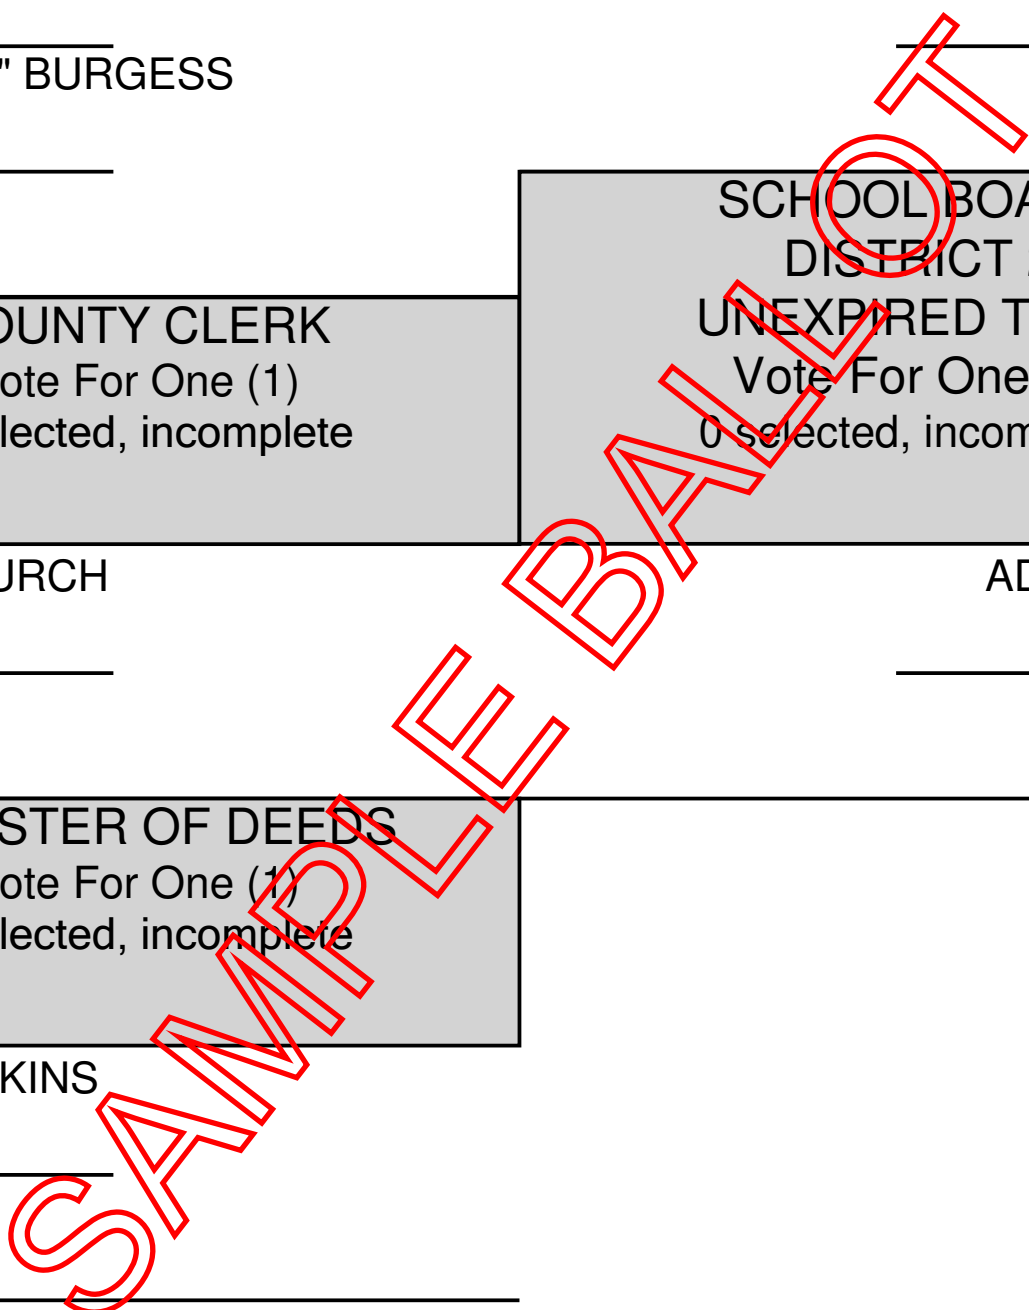 " BURGESS
OUNTY CLERK
ote For One (1)
lected, incomplete
URCH
STER OF DEEDS
ote For One (1)
lected, incomplete
KINS
SCHOOL BOA
DISTRICT
UNEXPIRED T
Vote For One
0 selected, incom
AD
SAMPLE BALLOT